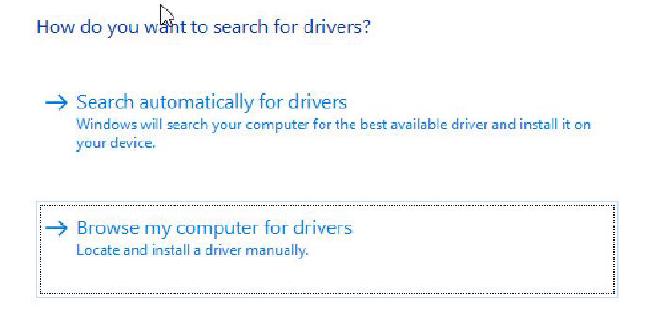 How do you want to search for drivers?
Search automatically for drivers
Windows will search your computer for the best available driver and install it on
your device.
Browse my computer for drivers
Locate and install a driver manually.